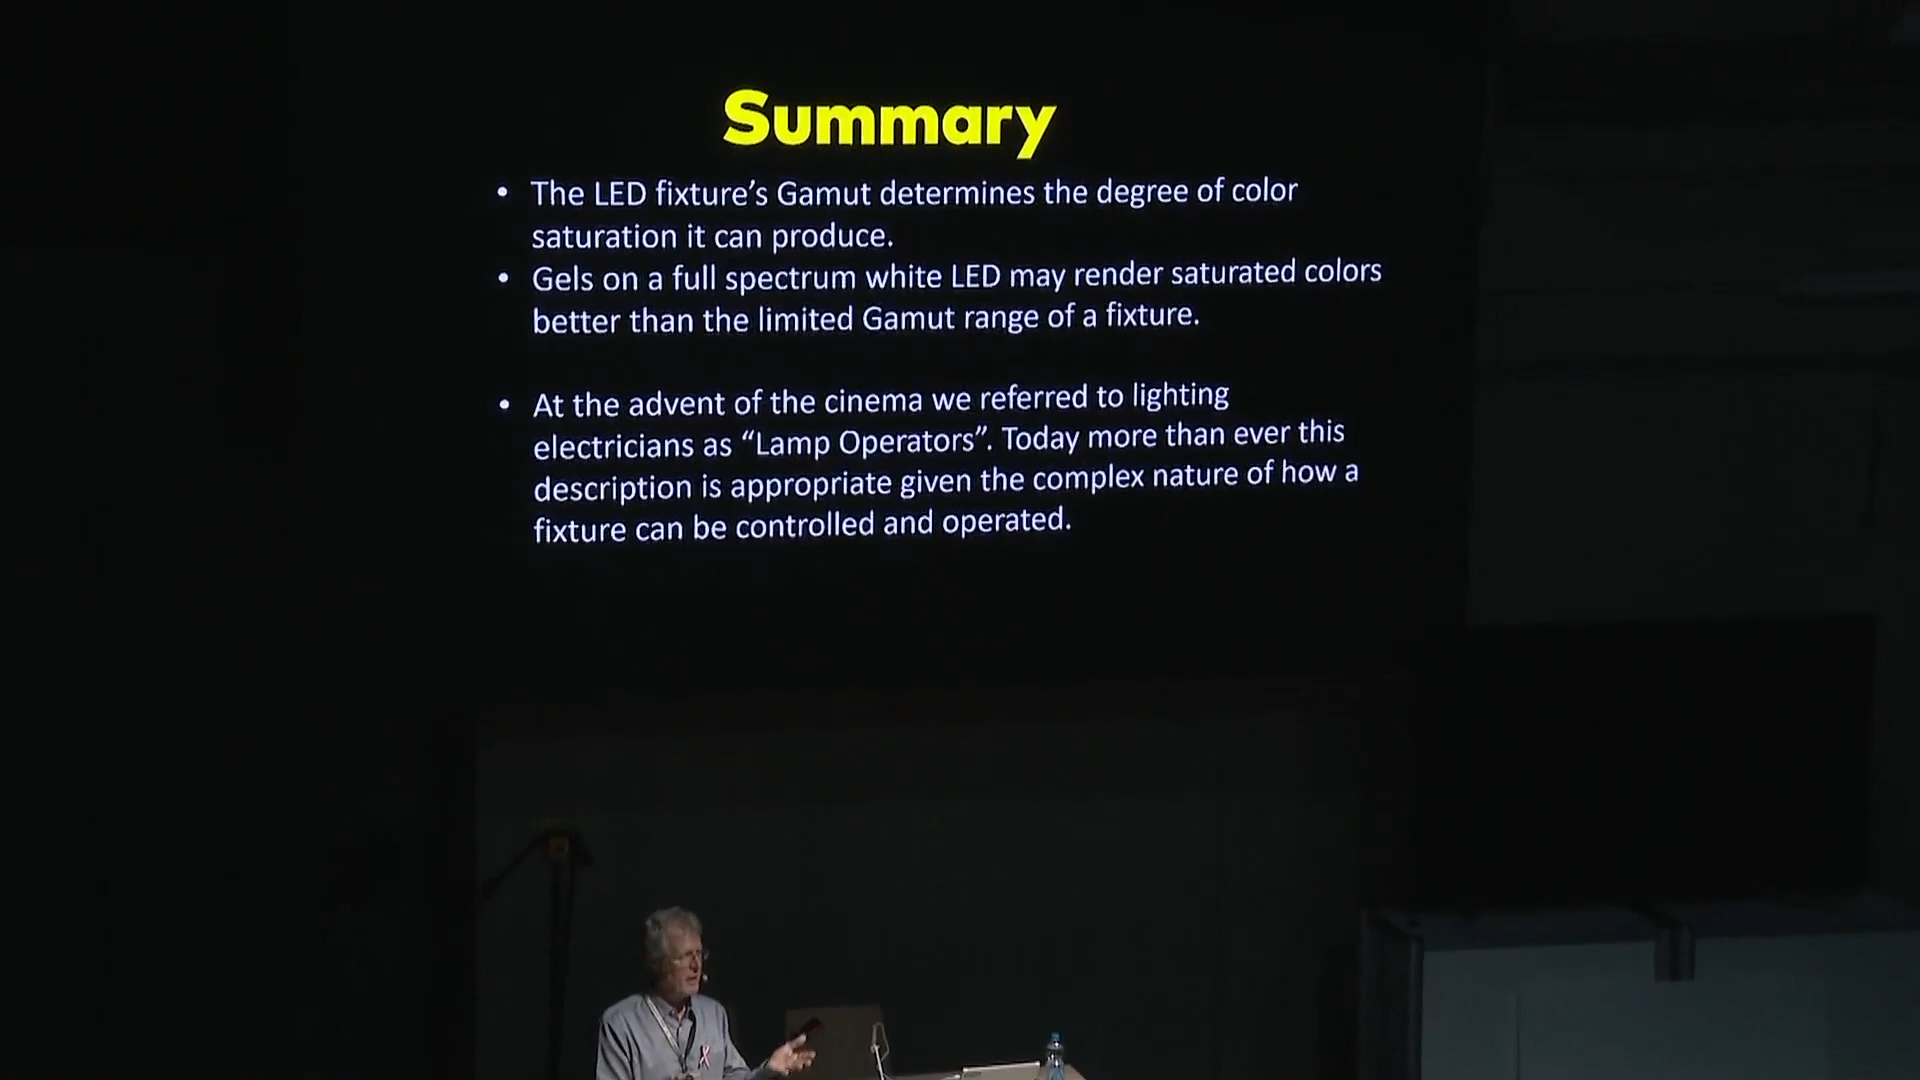 Summary
• The LED fixture’s Gamut determines the degree of color
saturation it can produce.
• Gels on a full spectrum white LED may render saturated colors
better than the limited Gamut range of a fixture.
• At the advent of the cinema we referred to lighting
electricians as “Lamp Operators”. Today more than ever this
description is appropriate given the complex nature of how a
fixture can be controlled and operated.